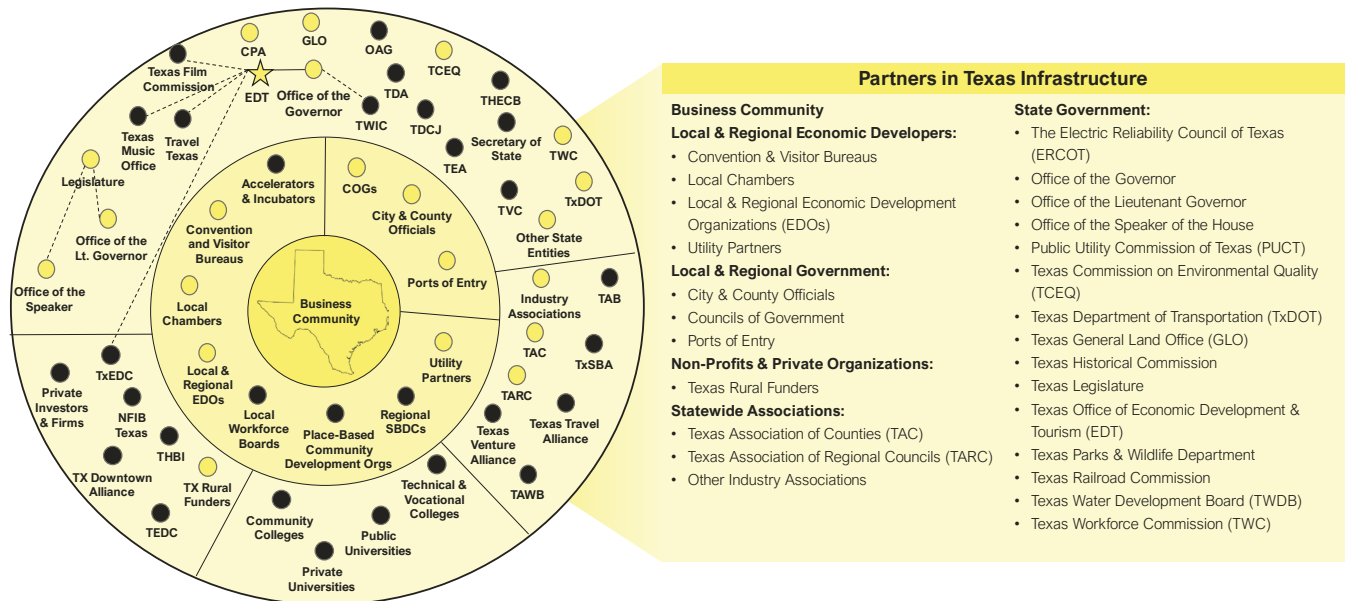 GLO
CPA
OAG
TCEQ
Texas Film
Commission
EDT
Office of the
Governor
TDA
THECB
TWIC
TDCJ
Secretary of
State
Texas
Music
Office
Travel
Texas
TEA
TWC
Legislature
TVC
TxDOT
Office of the
Lt. Governor
Other State
Entities
Office of the
Speaker
Accelerators
& Incubators
COGs
City & County
Officials
Convention
and Visitor
Bureaus
Ports of Entry
Local
Chambers
Business
Community
Utility
Partners
Local &
Regional
EDOs
Local
Workforce
Boards
Place-Based
Community
Development Orgs
Regional
SBDCs
Industry
Associations
TAB
TAC
TxSBA
TARC
Texas
Venture
Alliance
Texas Travel
Alliance
TAWB
TxEDC
Private
Investors
& Firms
NFIB
Texas
THBI
TX Downtown
Alliance
TX Rural
Funders
TEDC
Technical &
Vocational
Colleges
Community
Colleges
Public
Universities
Private
Universities
Partners in Texas Infrastructure
Business Community
Local & Regional Economic Developers:
• Convention & Visitor Bureaus
• Local Chambers
• Local & Regional Economic Development
Organizations (EDOs)
• Utility Partners
Local & Regional Government:
• City & County Officials
• Councils of Government
• Ports of Entry
Non-Profits & Private Organizations:
• Texas Rural Funders
Statewide Associations:
• Texas Association of Counties (TAC)
• Texas Association of Regional Councils (TARC)
• Other Industry Associations
State Government:
• The Electric Reliability Council of Texas
(ERCOT)
• Office of the Governor
• Office of the Lieutenant Governor
• Office of the Speaker of the House
• Public Utility Commission of Texas (PUCT)
• Texas Commission on Environmental Quality
(TCEQ)
• Texas Department of Transportation (TxDOT)
• Texas General Land Office (GLO)
• Texas Historical Commission
• Texas Legislature
• Texas Office of Economic Development &
Tourism (EDT)
• Texas Parks & Wildlife Department
• Texas Railroad Commission
• Texas Water Development Board (TWDB)
• Texas Workforce Commission (TWC)